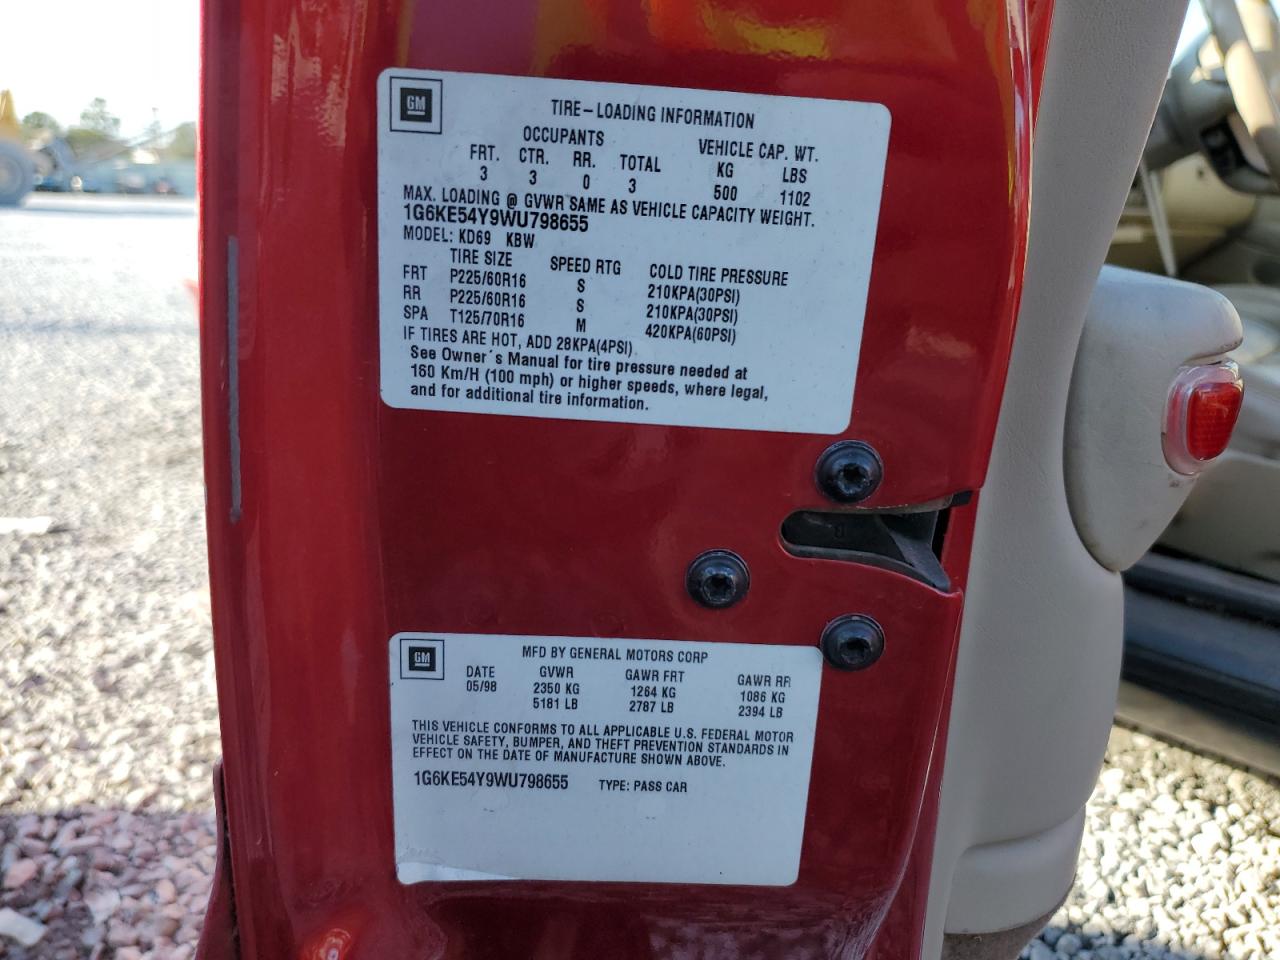 GM
TIRE-LOADING INFORMATION
OCCUPANTS VEHICLE CAP. WT.
FRT. CTR. RR. TOTAL KG LBS
3 3 0 3 500 1102
MAX. LOADING @ GVWR SAME AS VEHICLE CAPACITY WEIGHT.
1G6KE54Y9WU798655
MODEL: KD69 KBW
TIRE SIZE SPEED RTG COLD TIRE PRESSURE
FRT P225/60R16 S 210KPA(30PSI)
RR P225/60R16 S 210KPA(30PSI)
SPA T125/70R16 M 420KPA(60PSI)
IF TIRES ARE HOT, ADD 28KPA(4PSI)
See Owner´s Manual for tire pressure needed at
160 Km/H (100 mph) or higher speeds, where legal,
and for additional tire information.
GM
MFD BY GENERAL MOTORS CORP
DATE GVWR GAWR FRT GAWR RR
05/98 2350 KG 1264 KG 1086 KG
5181 LB 2787 LB 2394 LB
THIS VEHICLE CONFORMS TO ALL APPLICABLE U.S. FEDERAL MOTOR
VEHICLE SAFETY, BUMPER, AND THEFT PREVENTION STANDARDS IN
EFFECT ON THE DATE OF MANUFACTURE SHOWN ABOVE.
1G6KE54Y9WU798655 TYPE: PASS CAR